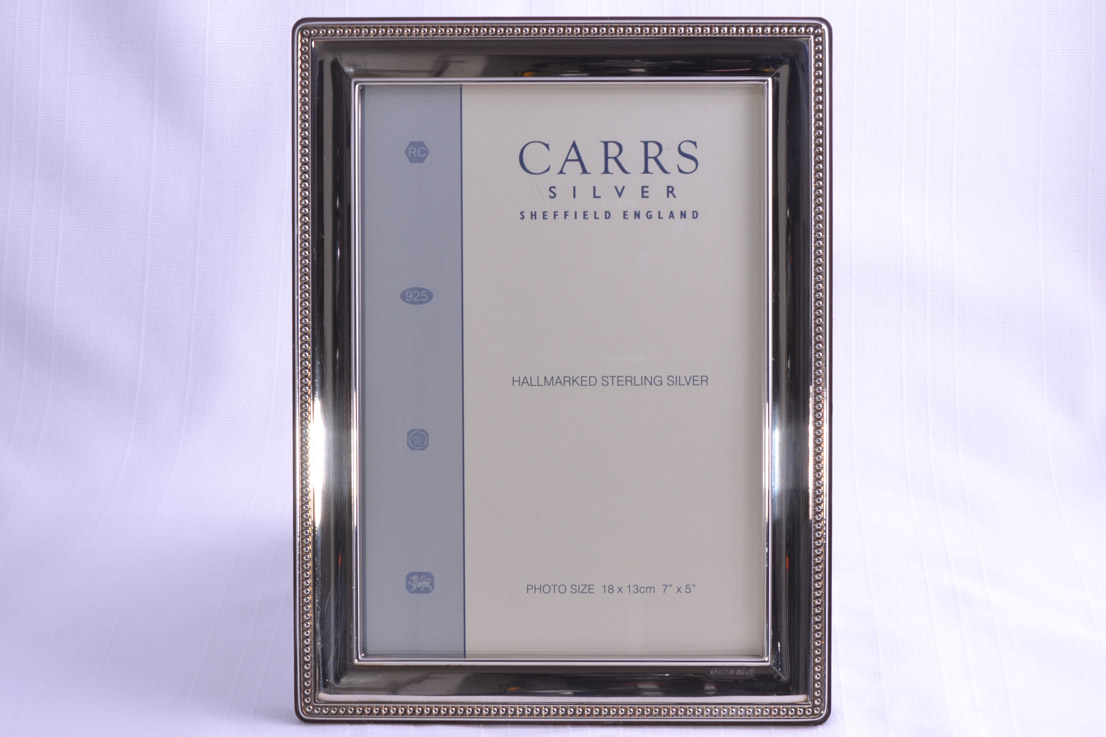 RC
925
CARRS
SILVER
SHEFFIELD ENGLAND
HALLMARKED STERLING SILVER
PHOTO SIZE 18 x 13cm 7" x 5"